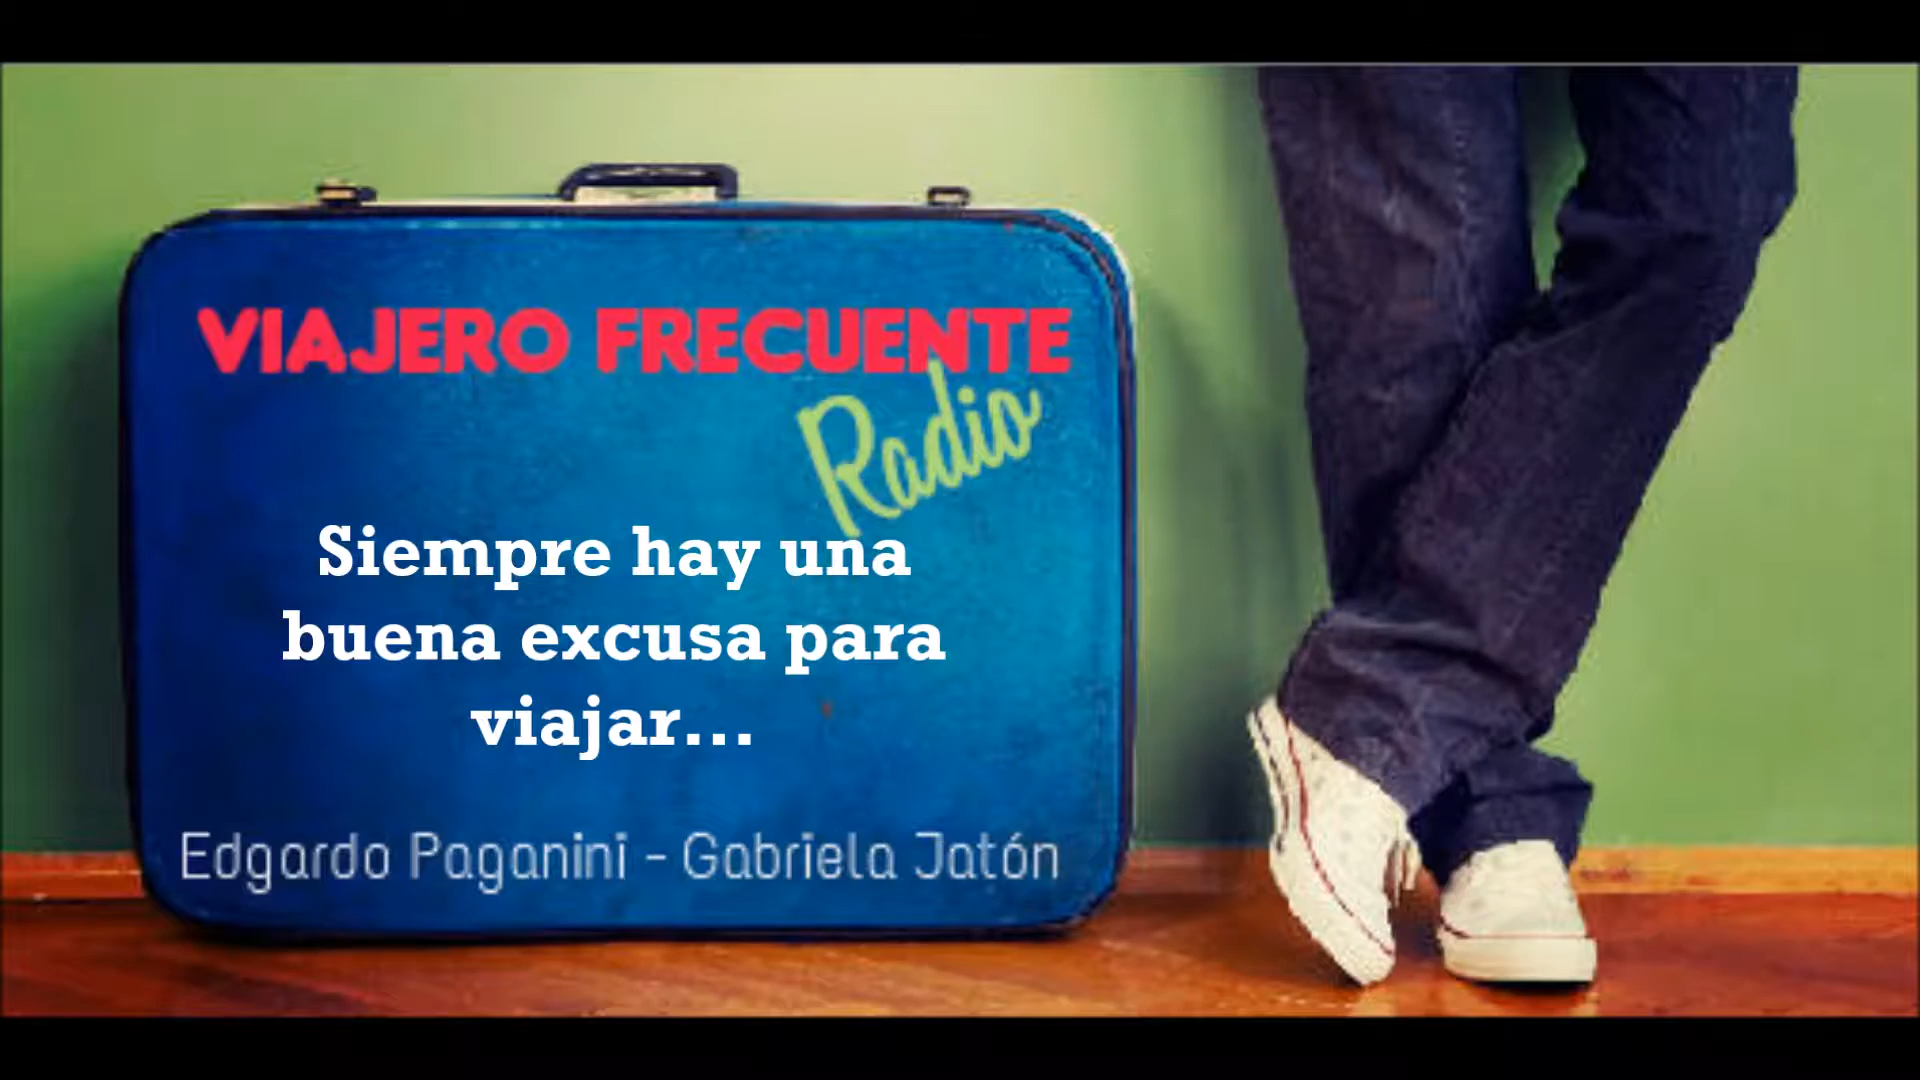 VIAJERO FRECUENTE
Radio
Siempre hay una
buena excusa para
viajar...
Edgardo Paganini - Gabriela Jatón